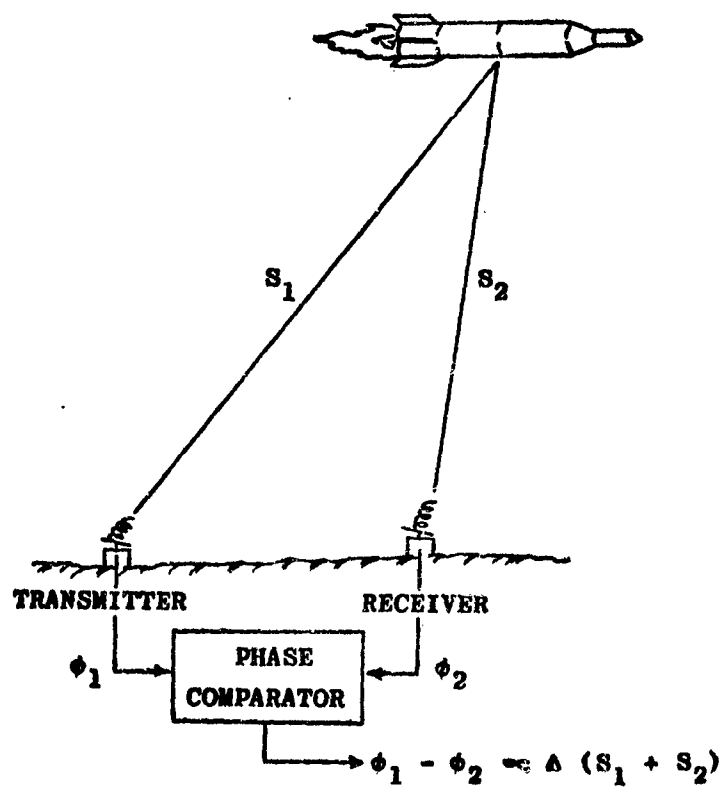 S₁
S₂
TRANSMITTER
RECEIVER
ϕ₁
PHASE
COMPARATOR
ϕ₂
ϕ₁ - ϕ₂ ∝ Δ (S₁ + S₂)